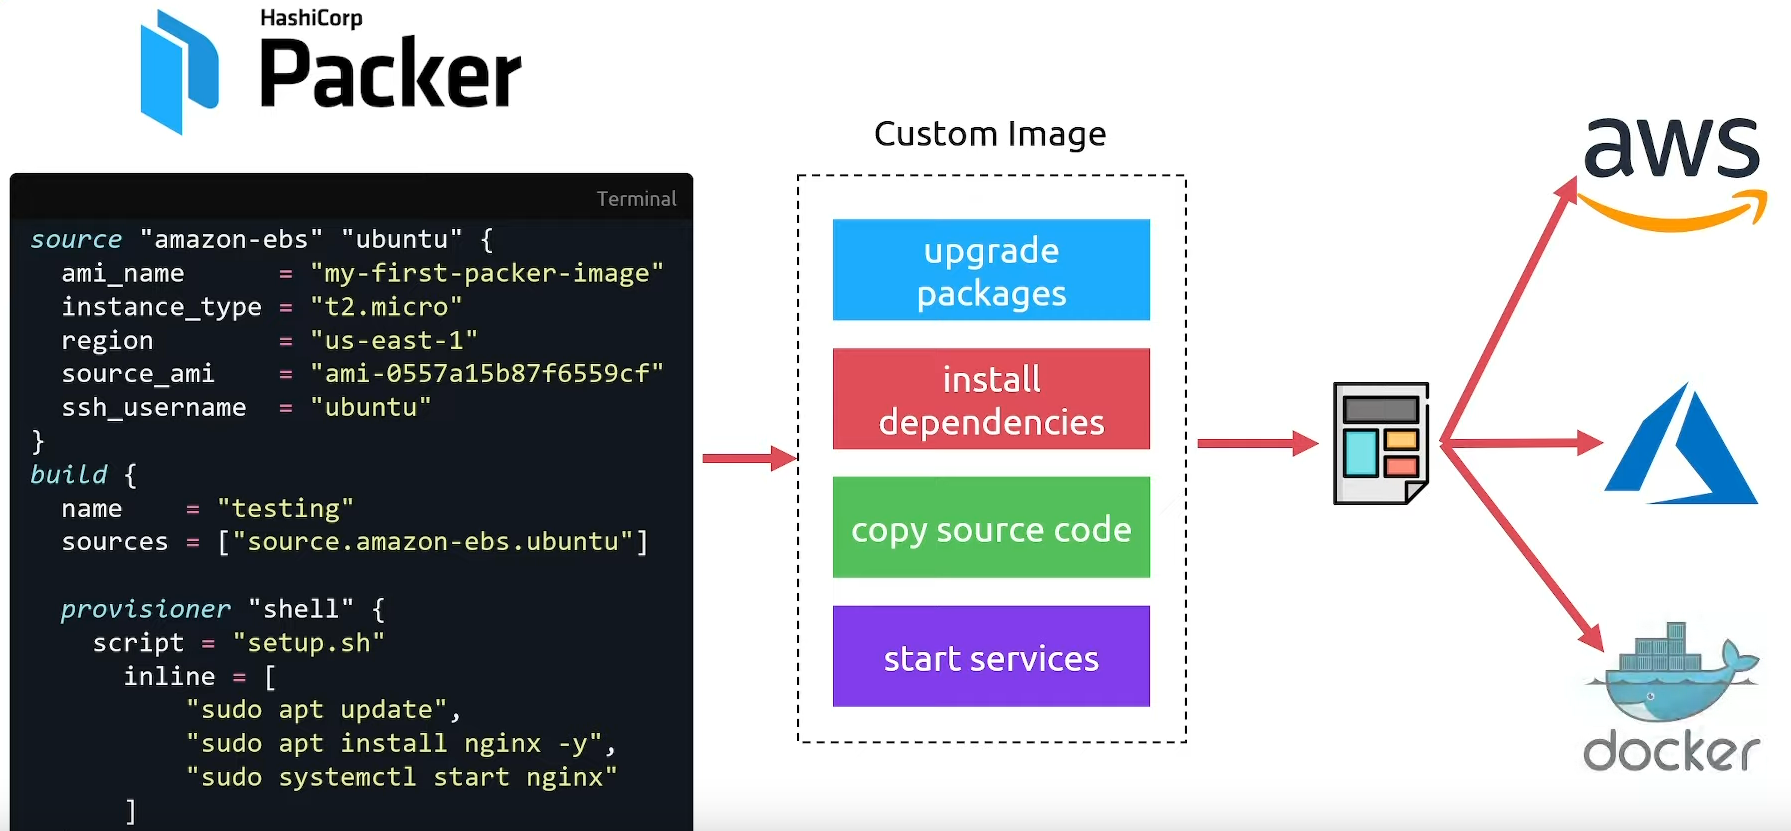 HashiCorp
Packer
Terminal
source "amazon-ebs" "ubuntu" {
  ami_name      = "my-first-packer-image"
  instance_type = "t2.micro"
  region        = "us-east-1"
  source_ami    = "ami-0557a15b87f6559cf"
  ssh_username  = "ubuntu"
}
build {
  name    = "testing"
  sources = ["source.amazon-ebs.ubuntu"]
  provisioner "shell" {
    script = "setup.sh"
      inline = [
          "sudo apt update",
          "sudo apt install nginx -y",
          "sudo systemctl start nginx"
      ]
Custom Image
upgrade
packages
install
dependencies
copy source code
start services
aws
docker